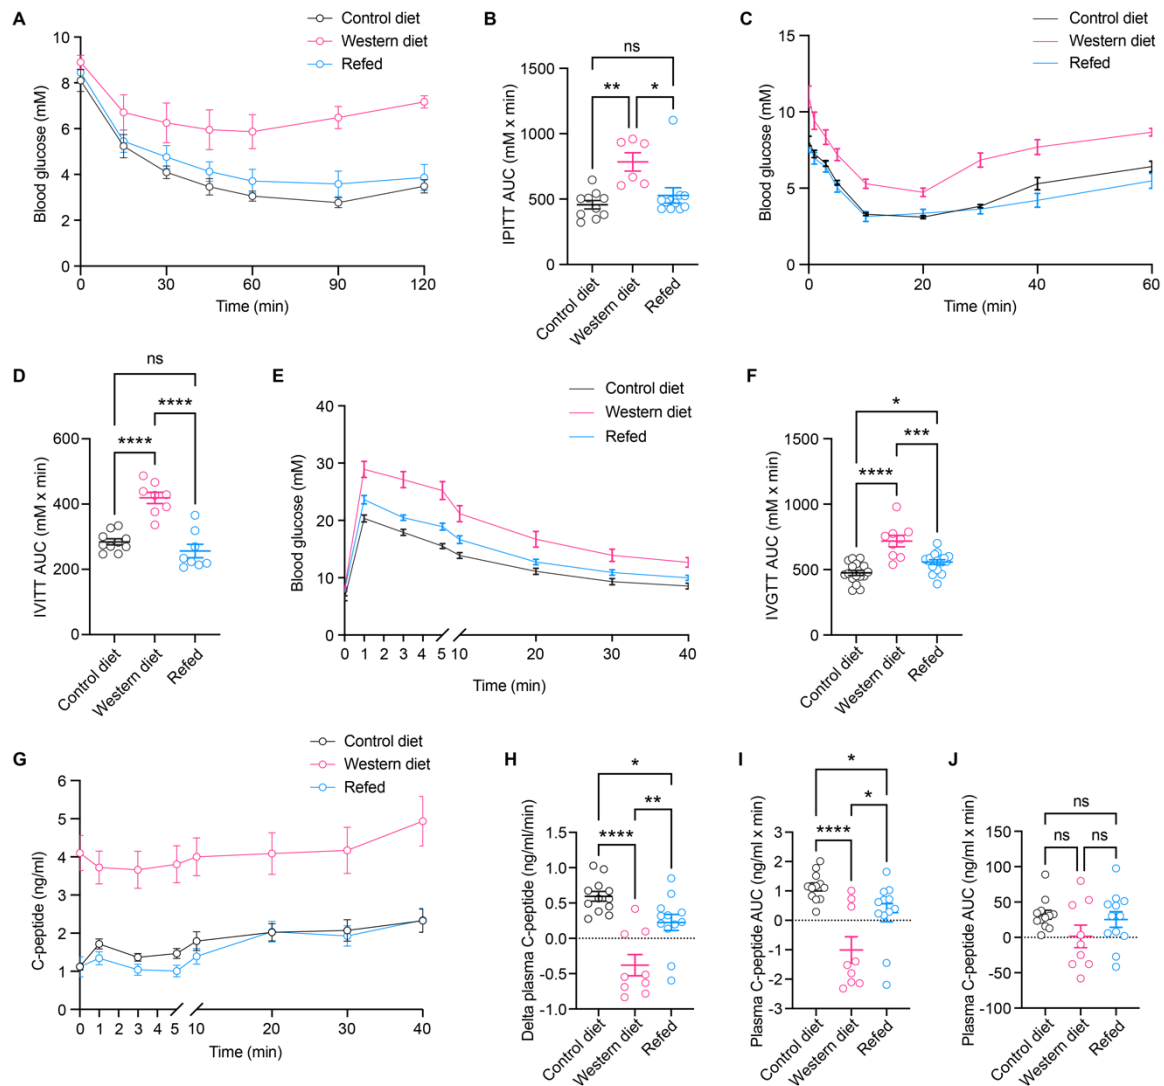 A
Control diet
Western diet
Refed
Blood glucose (mM)
10
8
6
4
2
0
0 30 60 90 120
Time (min)
B
ns
** *
IPITT AUC (mM x min)
1500
1000
500
0
Control diet
Western diet
Refed
C
Control diet
Western diet
Refed
Blood glucose (mM)
15
10
5
0
0 20 40 60
Time (min)
D
ns
****
****
IVITT AUC (mM x min)
600
400
200
0
Control diet
Western diet
Refed
E
Control diet
Western diet
Refed
Blood glucose (mM)
40
30
20
10
0
0 1 2 3 4 5 10 20 30 40
Time (min)
F
*
***
****
IVGTT AUC (mM x min)
1500
1000
500
0
Control diet
Western diet
Refed
G
Control diet
Western diet
Refed
C-peptide (ng/ml)
6
5
4
3
2
1
0
0 1 2 3 4 5 10 20 30 40
Time (min)
H
*
**
****
Delta plasma C-peptide (ng/ml/min)
1.5
1.0
0.5
0.0
-0.5
-1.0
Control diet
Western diet
Refed
I
*
*
****
Plasma C-peptide AUC (ng/ml x min)
3
2
1
0
-1
-2
-3
Control diet
Western diet
Refed
J
ns
ns ns
Plasma C-peptide AUC (ng/ml x min)
150
100
50
0
-50
-100
Control diet
Western diet
Refed